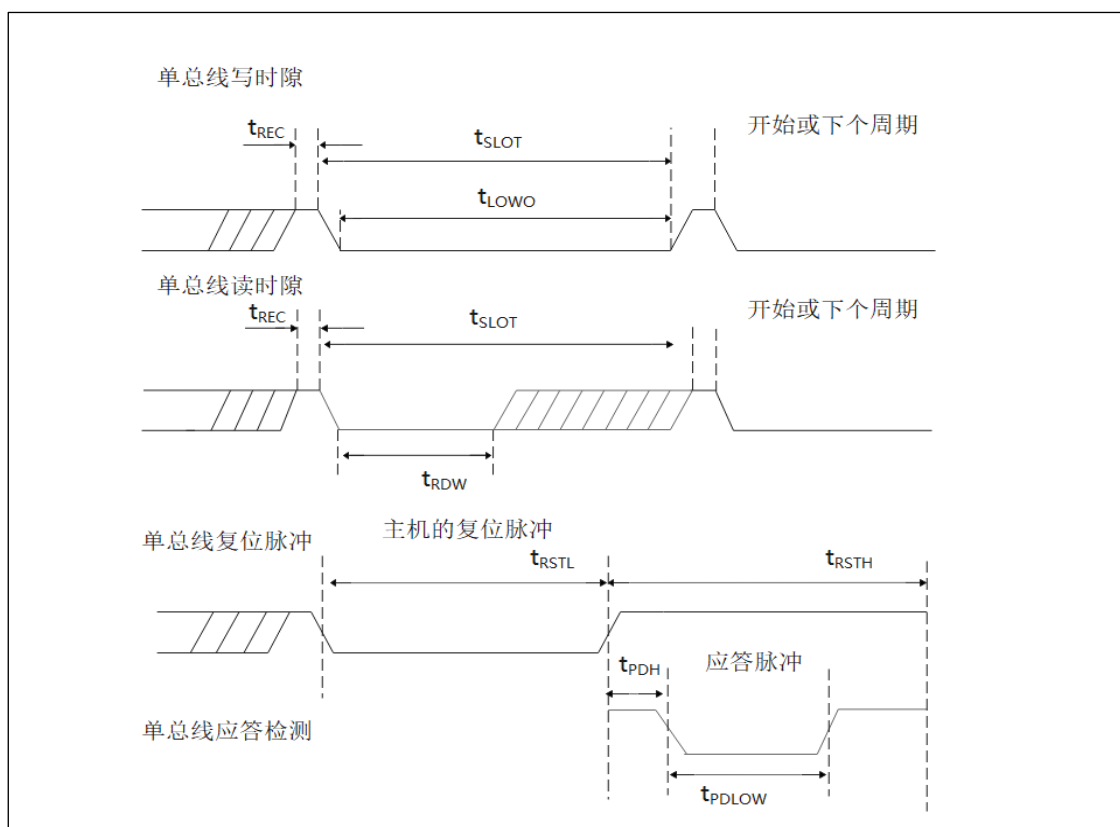 单总线写时隙
tREC
tSLOT
开始或下个周期
tLOWO
单总线读时隙
tREC
tSLOT
开始或下个周期
tRDW
主机的复位脉冲
单总线复位脉冲
tRSTL
tRSTH
tPDH
应答脉冲
单总线应答检测
tPDLOW